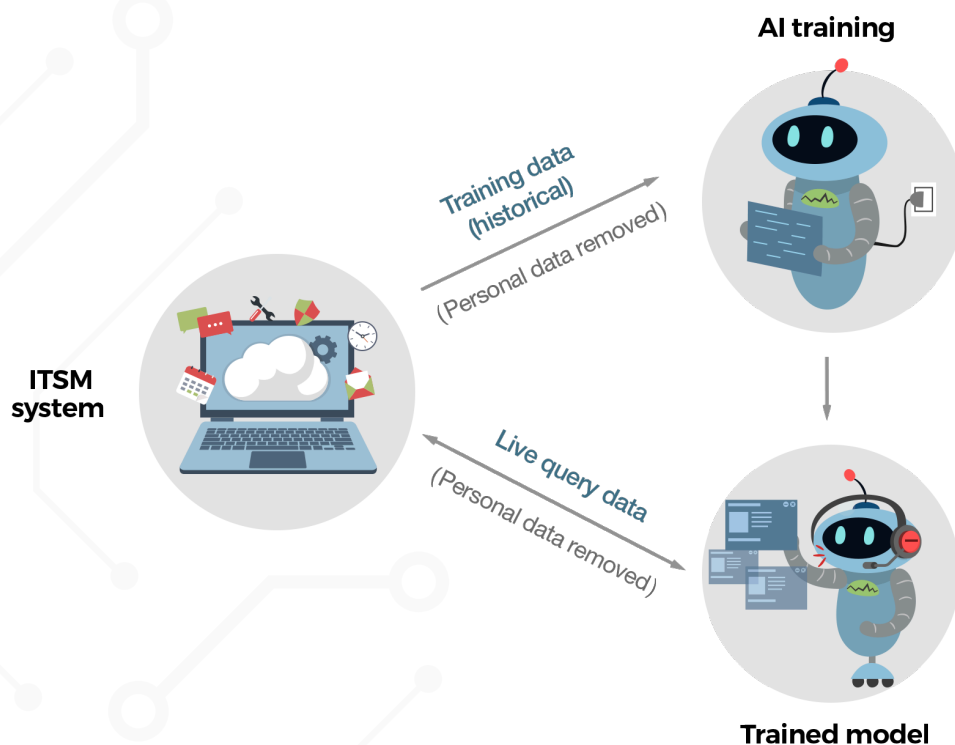 AI training
Training data
(historical)
(Personal data removed)
ITSM
system
Live query data
(Personal data removed)
Trained model